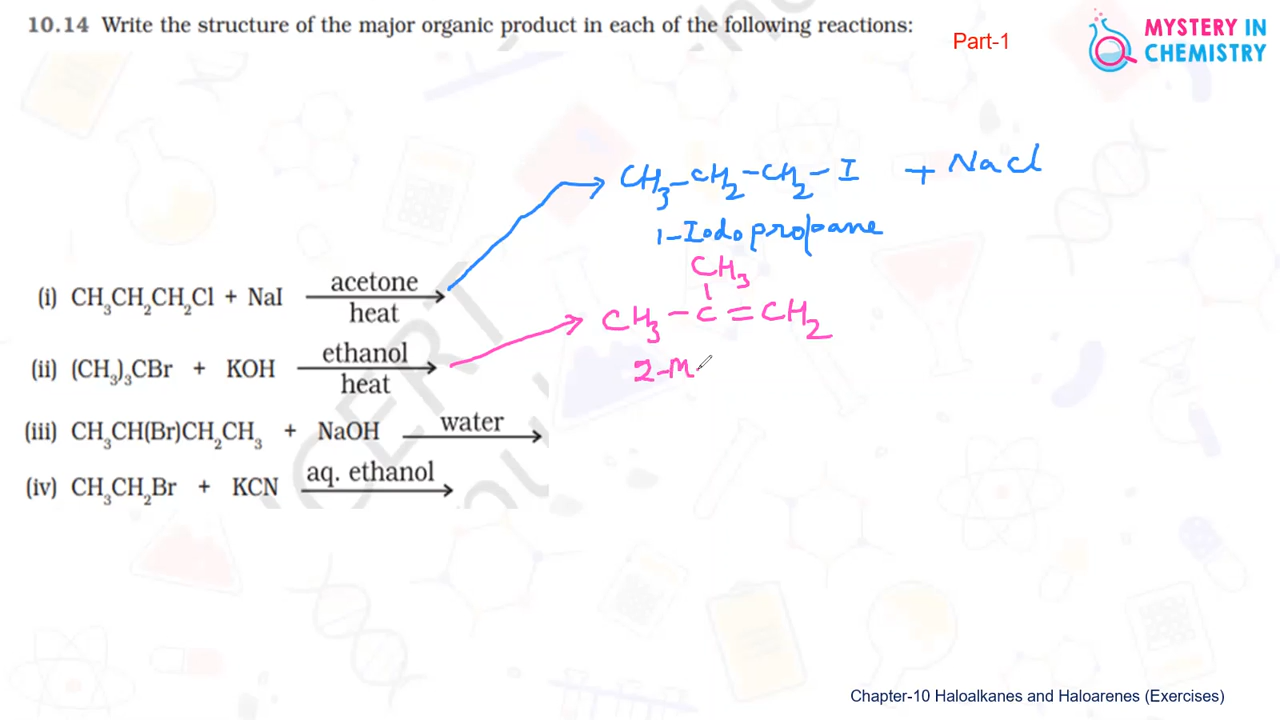 10.14 Write the structure of the major organic product in each of the following reactions:
Part-1
MYSTERY IN
CHEMISTRY
CH₃-CH₂-CH₂-I + NaCl
1-Iodopropane
(i) CH₃CH₂CH₂Cl + NaI acetone heat
CH₃
CH₃-C=CH₂
(ii) (CH₃)₃CBr + KOH ethanol heat
2-M
(iii) CH₃CH(Br)CH₂CH₃ + NaOH water
(iv) CH₃CH₂Br + KCN aq. ethanol
Chapter-10 Haloalkanes and Haloarenes (Exercises)